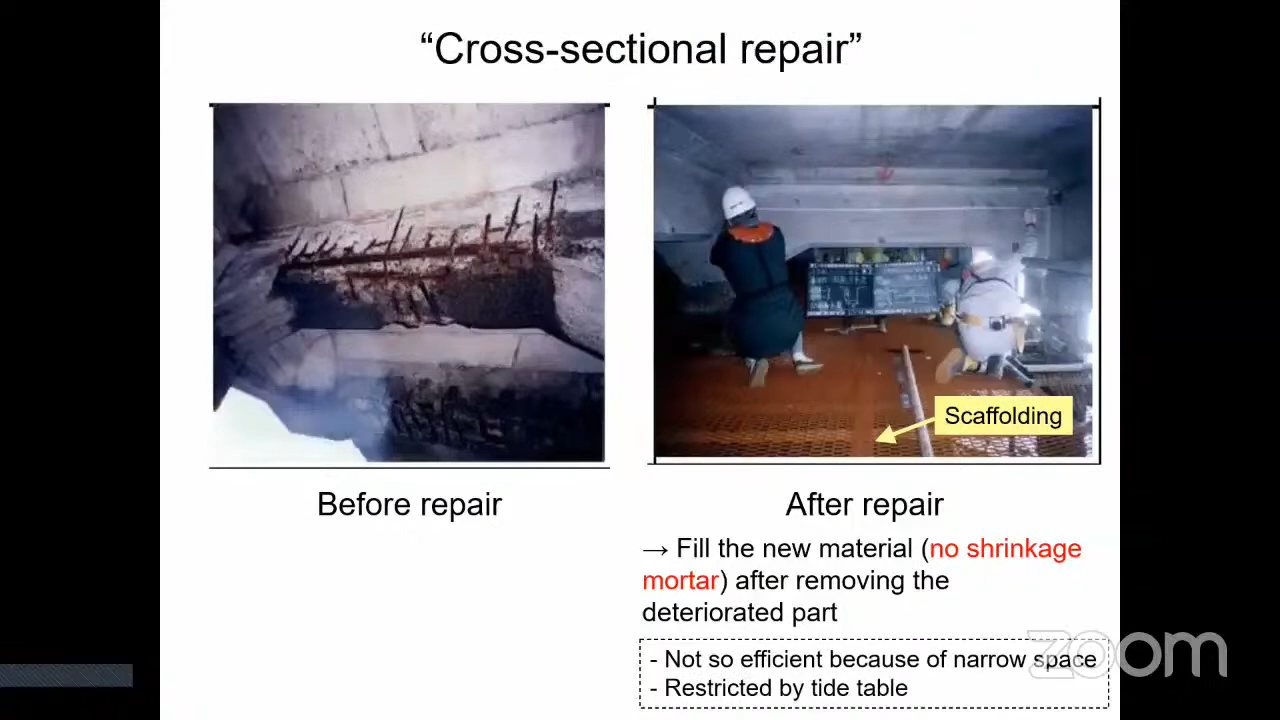 “Cross-sectional repair”
Scaffolding
Before repair
After repair
→ Fill the new material (no shrinkage
mortar) after removing the
deteriorated part
- Not so efficient because of narrow space
- Restricted by tide table
zoom